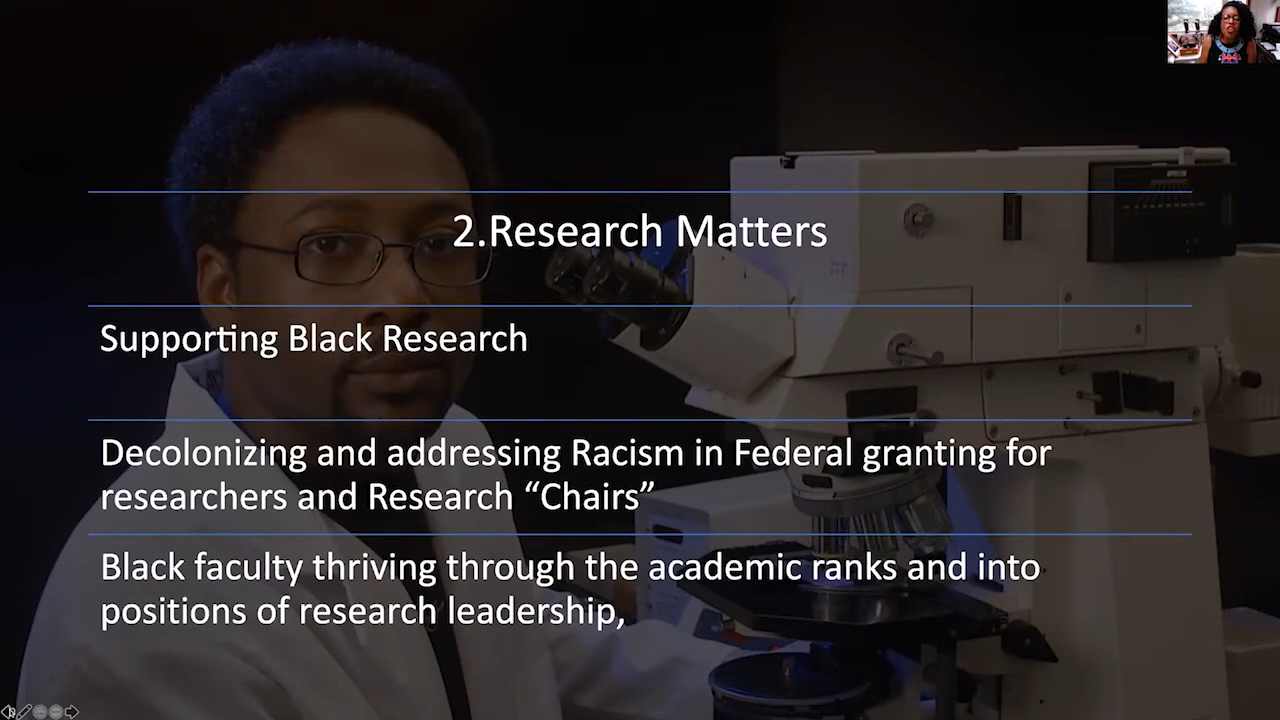 2.Research Matters
Supporting Black Research
Decolonizing and addressing Racism in Federal granting for
researchers and Research “Chairs”
Black faculty thriving through the academic ranks and into
positions of research leadership,